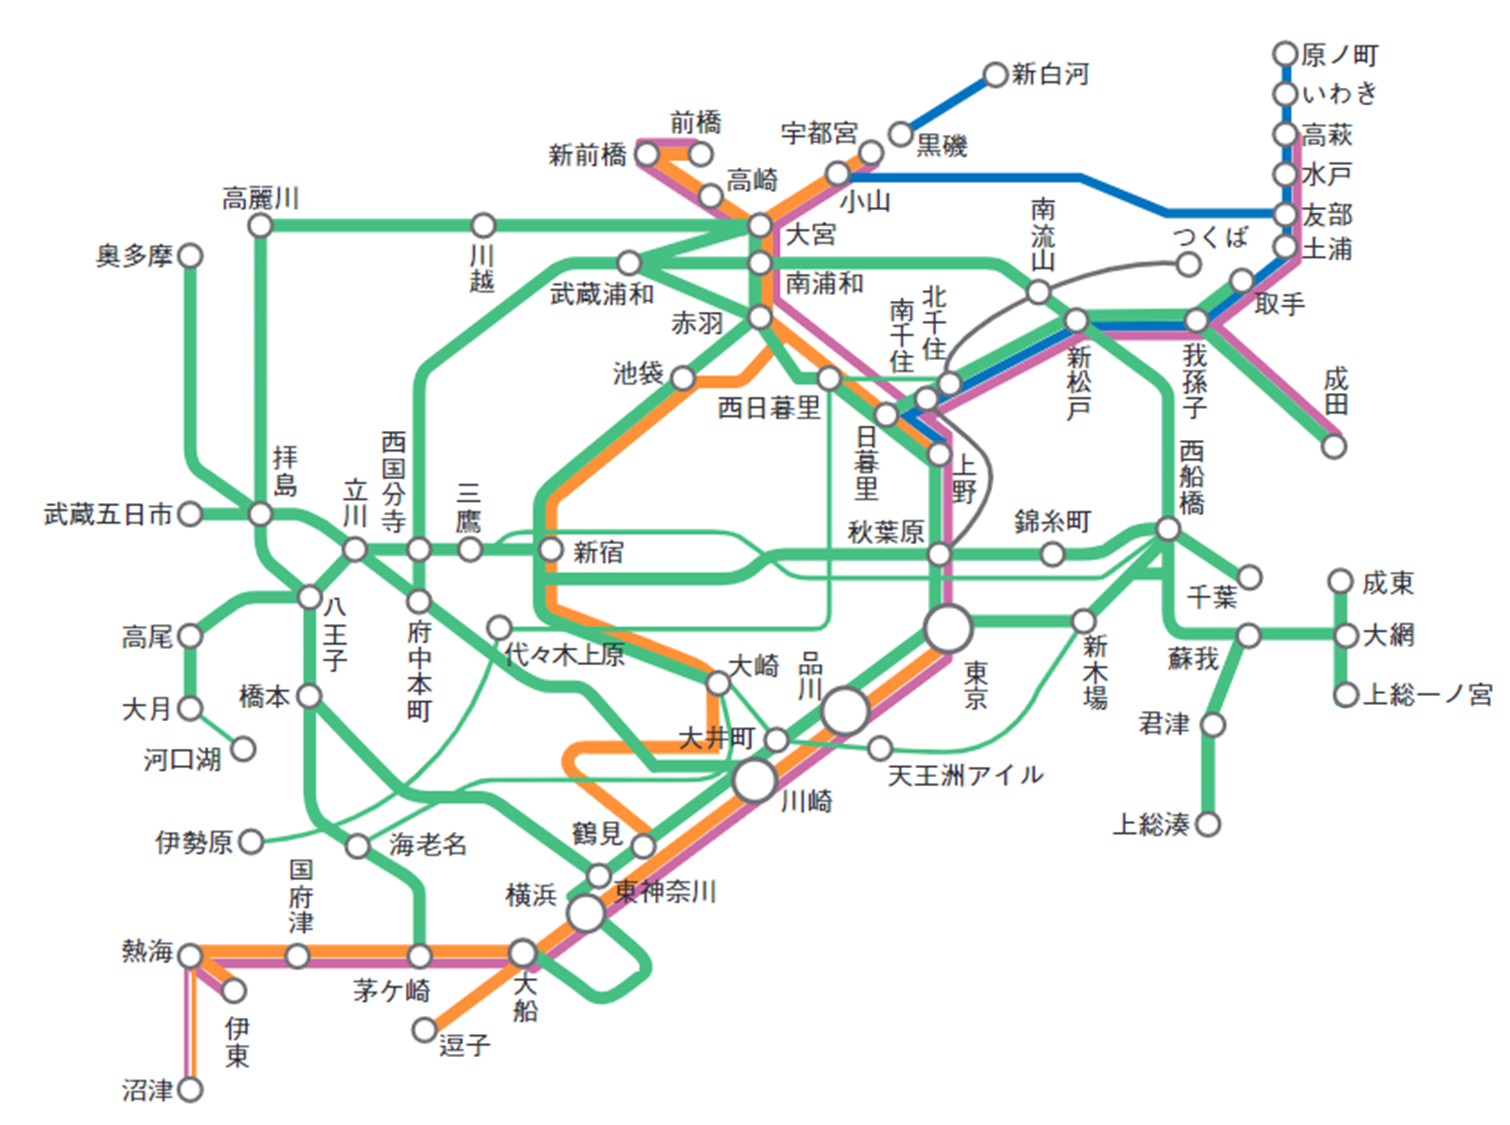 原ノ町
新白河
いわき
前橋
宇都宮
高萩
黒磯
新前橋
高崎
水戸
高麗川
小山
南流山
友部
大宮
つくば
土浦
奥多摩
川越
武蔵浦和
南浦和
北千住
南千住
取手
赤羽
新松戸
我孫子
池袋
成田
西日暮里
日暮里
西国分寺
拝島
上野
西船橋
立川
三鷹
武蔵五日市
錦糸町
秋葉原
新宿
千葉
成東
八王子
高尾
府中本町
代々木上原
大崎
品川
東京
新木場
蘇我
大網
橋本
大月
上総一ノ宮
大井町
君津
河口湖
天王洲アイル
川崎
上総湊
伊勢原
海老名
鶴見
国府津
横浜
東神奈川
熱海
茅ケ崎
大船
伊東
逗子
沼津